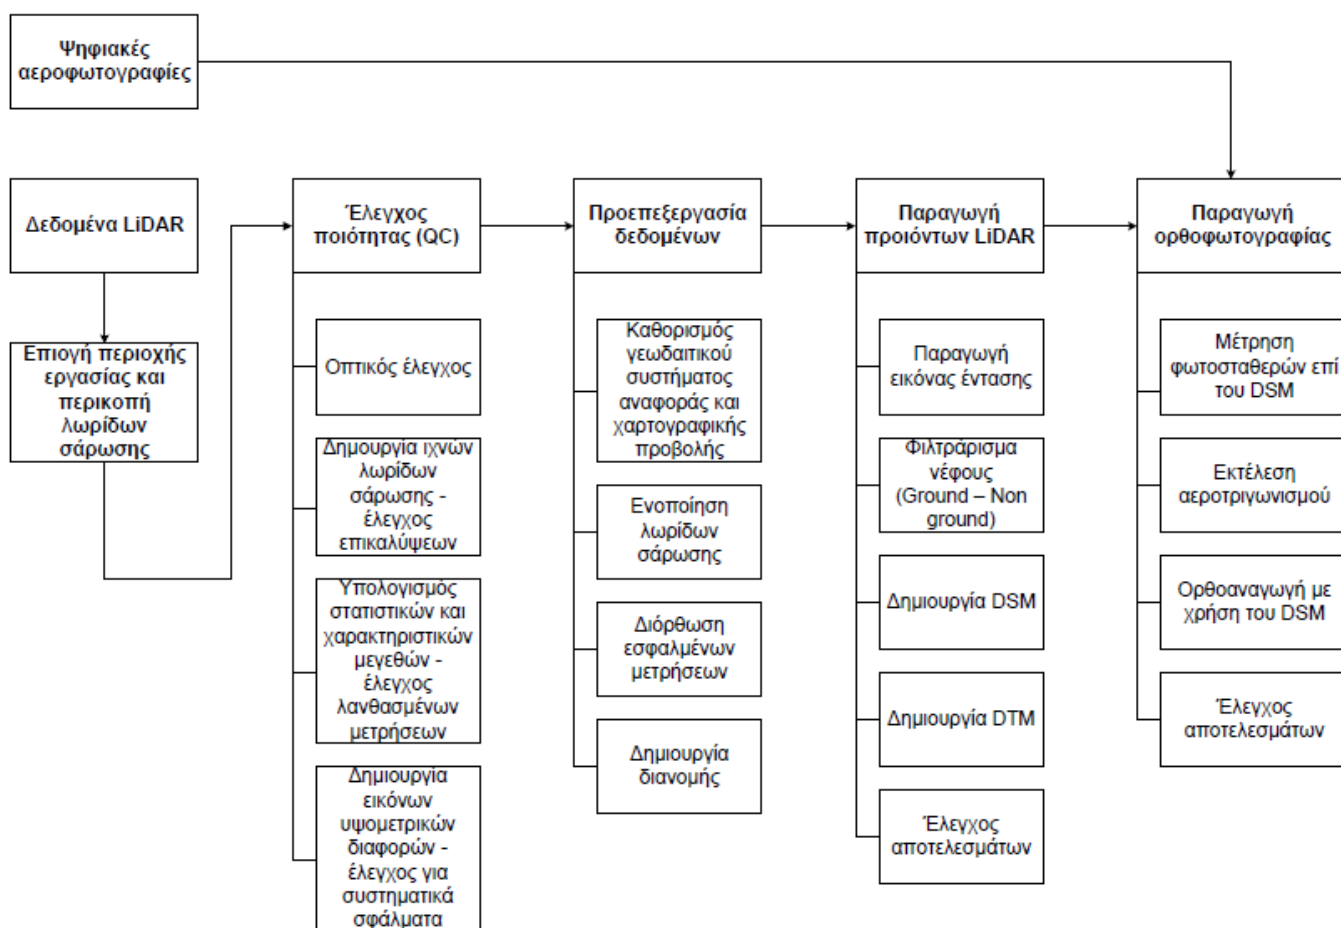 Ψηφιακές
αεροφωτογραφίες
Δεδομένα LiDAR
Επιογή περιοχής
εργασίας και
περικοπή
λωρίδων
σάρωσης
Έλεγχος
ποιότητας (QC)
Οπτικός έλεγχος
Δημιουργία ιχνών
λωρίδων
σάρωσης -
έλεγχος
επικαλύψεων
Υπολογισμός
στατιστικών και
χαρακτηριστικών
μεγεθών -
έλεγχος
λανθασμένων
μετρήσεων
Δημιουργία
εικόνων
υψομετρικών
διαφορών -
έλεγχος για
συστηματικά
σφάλματα
Προεπεξεργασία
δεδομένων
Καθορισμός
γεωδαιτικού
συστήματος
αναφοράς και
χαρτογραφικής
προβολής
Ενοποίηση
λωρίδων
σάρωσης
Διόρθωση
εσφαλμένων
μετρήσεων
Δημιουργία
διανομής
Παραγωγή
προιόντων LiDAR
Παραγωγή
εικόνας έντασης
Φιλτράρισμα
νέφους
(Ground – Non
ground)
Δημιουργία DSM
Δημιουργία DTM
Έλεγχος
αποτελεσμάτων
Παραγωγή
ορθοφωτογραφίας
Μέτρηση
φωτοσταθερών επί
του DSM
Εκτέλεση
αεροτριγωνισμού
Ορθοαναγωγή με
χρήση του DSM
Έλεγχος
αποτελεσμάτων